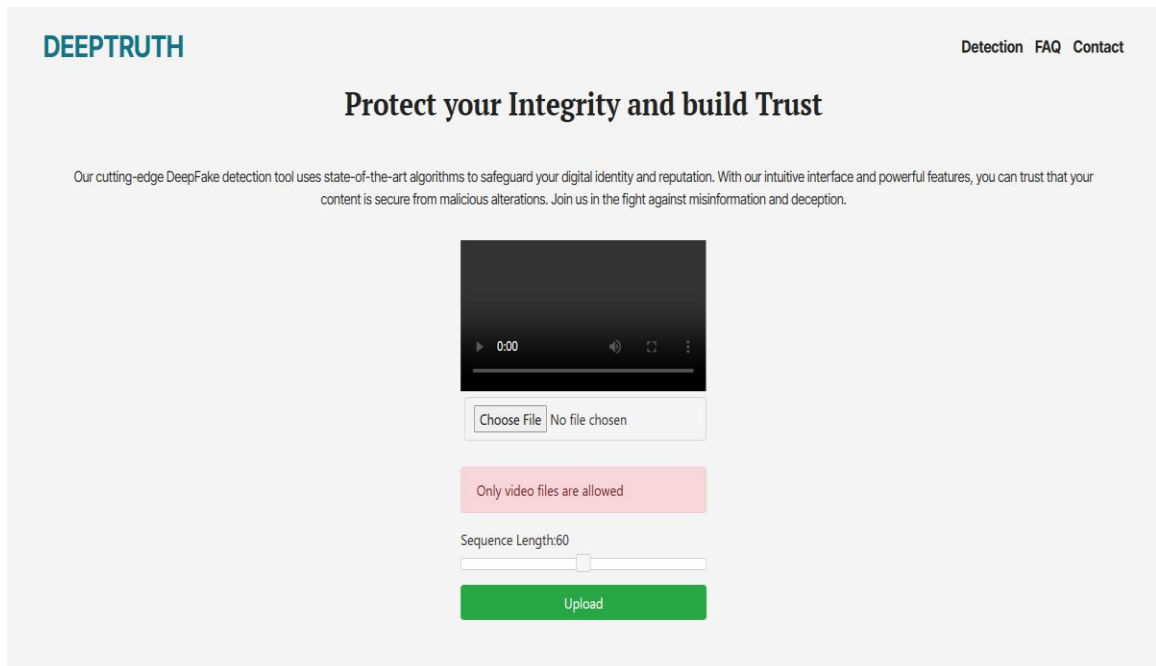 DEEPTRUTH
Detection FAQ Contact
Protect your Integrity and build Trust
Our cutting-edge DeepFake detection tool uses state-of-the-art algorithms to safeguard your digital identity and reputation. With our intuitive interface and powerful features, you can trust that your
content is secure from malicious alterations. Join us in the fight against misinformation and deception.
0:00
Choose File No file chosen
Only video files are allowed
Sequence Length:60
Upload